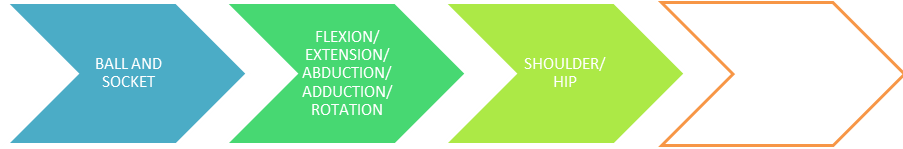 BALL AND
SOCKET
FLEXION/
EXTENSION/
ABDUCTION/
ADDUCTION/
ROTATION
SHOULDER/
HIP